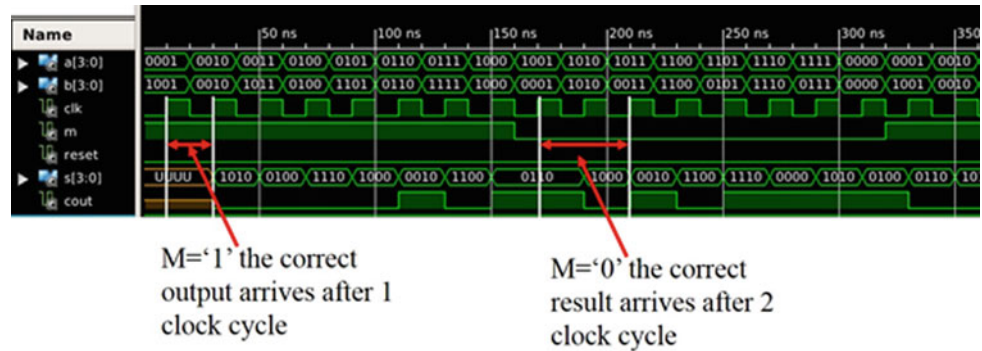 Name
50 ns 100 ns 150 ns 200 ns 250 ns 300 ns 350
a[3:0] 0001 0010 0011 0100 0101 0110 0111 1000 1001 1010 1011 1100 1101 1110 1111 0000 0001 0010
b[3:0] 1001 0010 1011 0100 1101 0110 1110 1000 0001 1010 0011 1100 0101 1110 0111 0000 1001 0010
clk
m
reset
s[3:0] UUUU 1010 0100 1110 1000 0010 1100 0110 1000 0010 1100 1110 0000 1010 0100 0110 10
cout
M=‘1’ the correct
output arrives after 1
clock cycle
M=‘0’ the correct
result arrives after 2
clock cycle